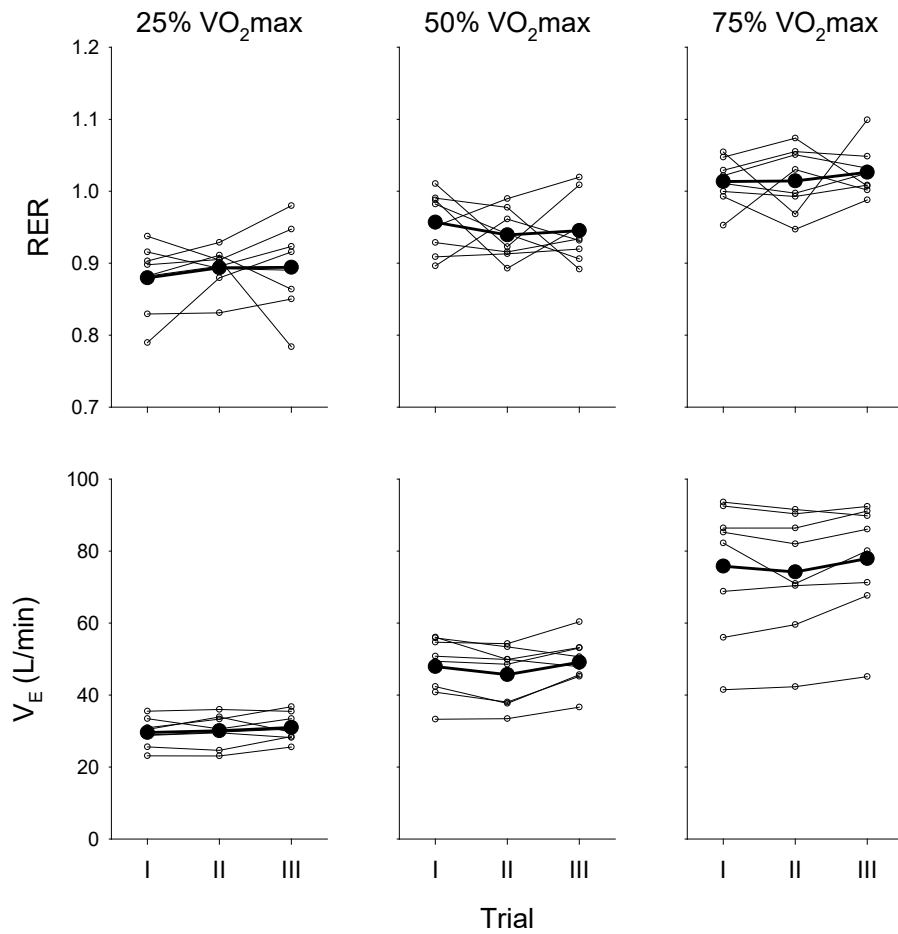 25% VO₂max 50% VO₂max 75% VO₂max
1.2
1.1
1.0
0.9
0.8
0.7
RER
100
80
60
40
20
0
V_E (L/min)
I II III I II III I II III
Trial